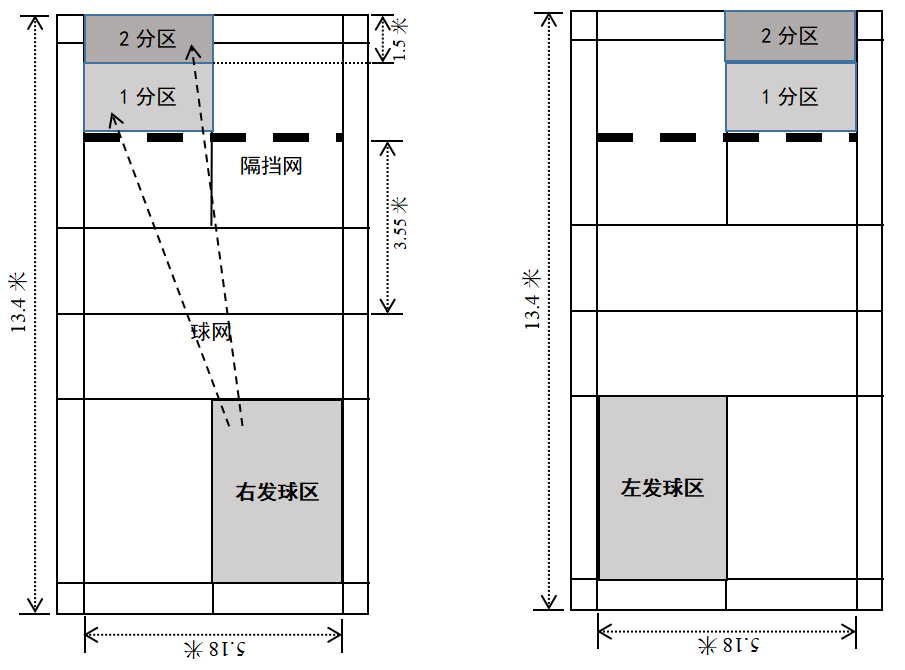 2 分区
1.5 米
1 分区
隔挡网
3.55 米
13.4 米
球网
右发球区
5.18 米
2 分区
1 分区
13.4 米
左发球区
5.18 米